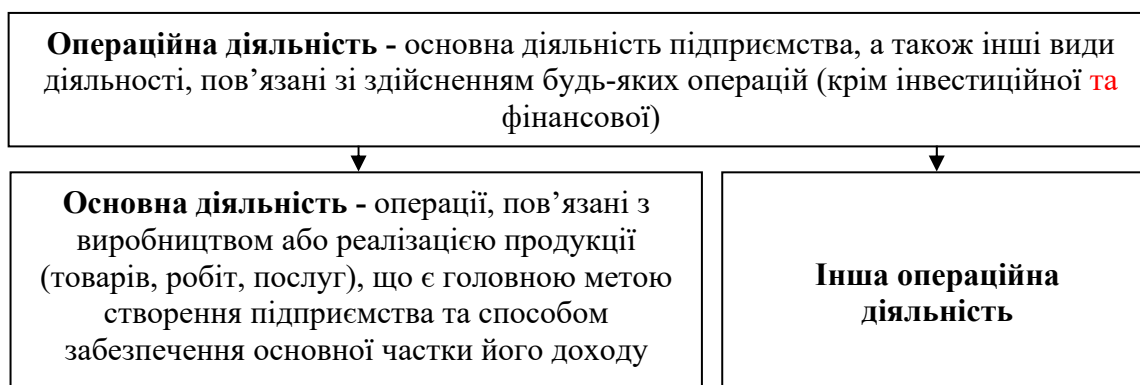 Операційна діяльність - основна діяльність підприємства, а також інші види
діяльності, пов’язані зі здійсненням будь-яких операцій (крім інвестиційної та
фінансової)
Основна діяльність - операції, пов’язані з
виробництвом або реалізацією продукції
(товарів, робіт, послуг), що є головною метою
створення підприємства та способом
забезпечення основної частки його доходу
Інша операційна
діяльність